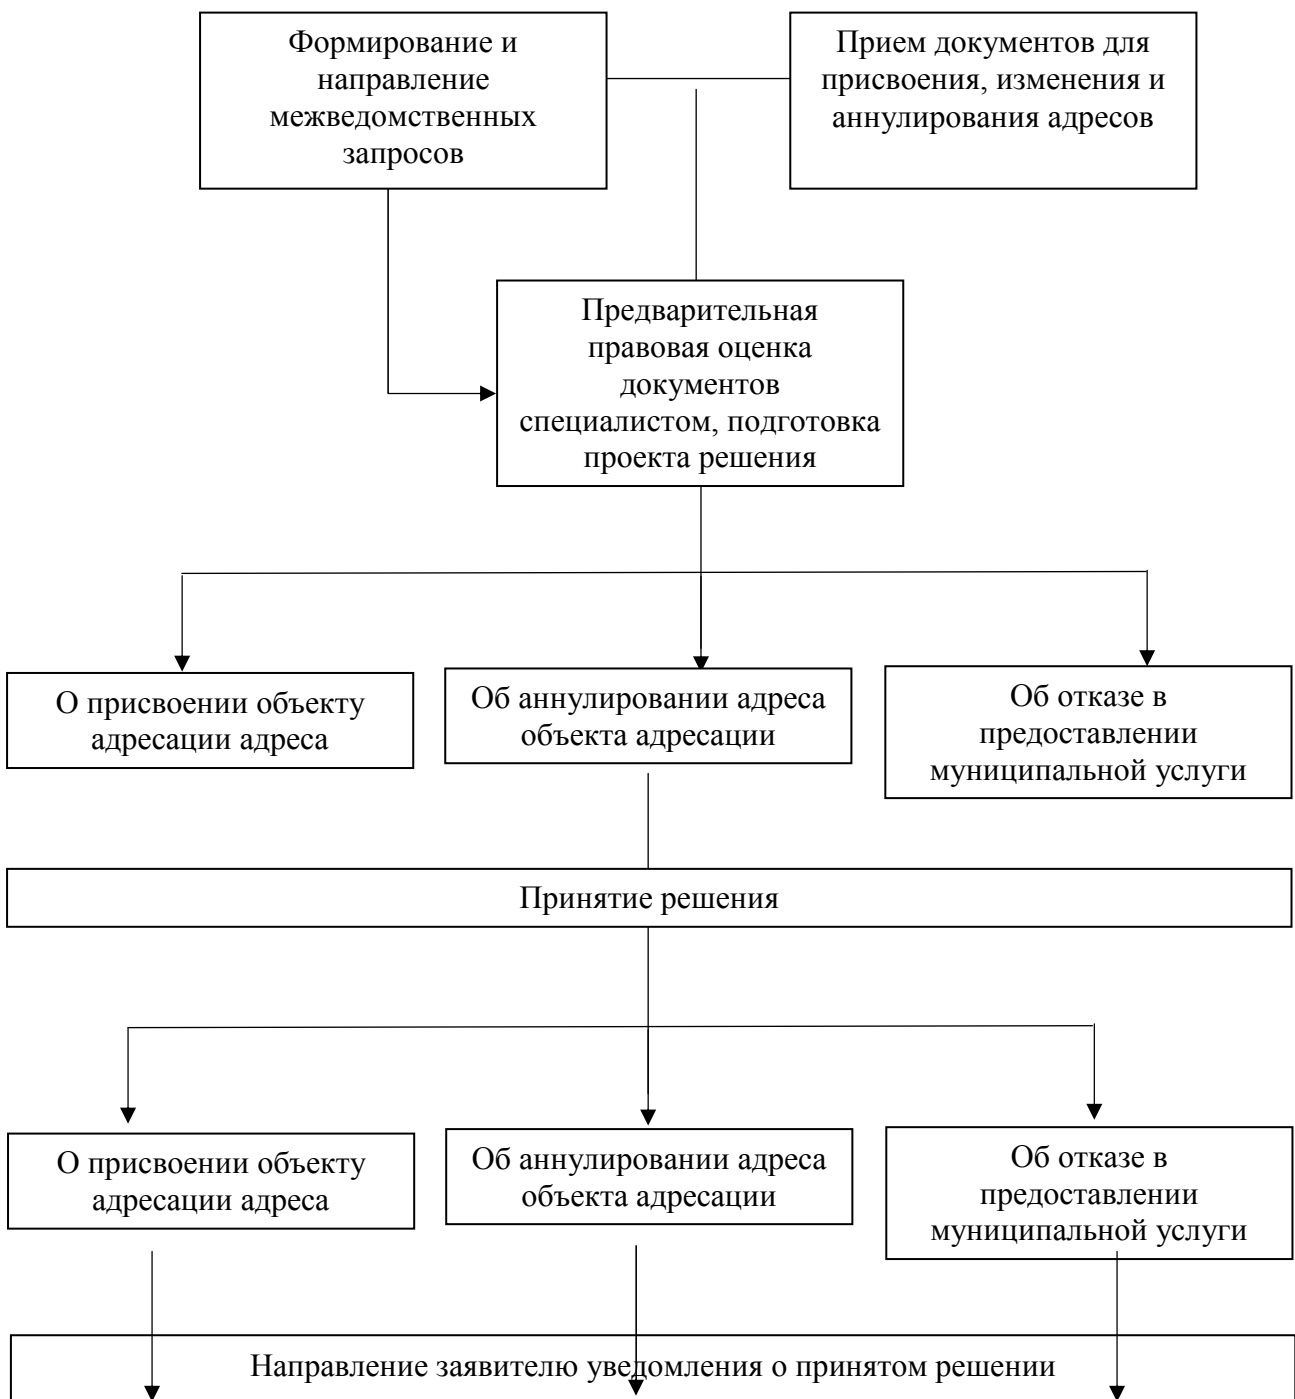 Формирование и
направление
межведомственных
запросов
Прием документов для
присвоения, изменения и
аннулирования адресов
Предварительная
правовая оценка
документов
специалистом, подготовка
проекта решения
О присвоении объекту
адресации адреса
Об аннулировании адреса
объекта адресации
Об отказе в
предоставлении
муниципальной услуги
Принятие решения
О присвоении объекту
адресации адреса
Об аннулировании адреса
объекта адресации
Об отказе в
предоставлении
муниципальной услуги
Направление заявителю уведомления о принятом решении